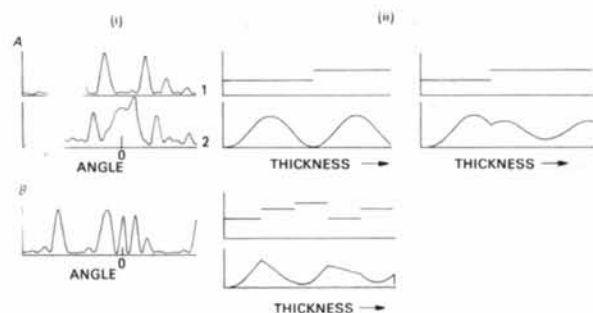 (i) (ii)
A
1
2
0
ANGLE THICKNESS THICKNESS
B
0
ANGLE
THICKNESS